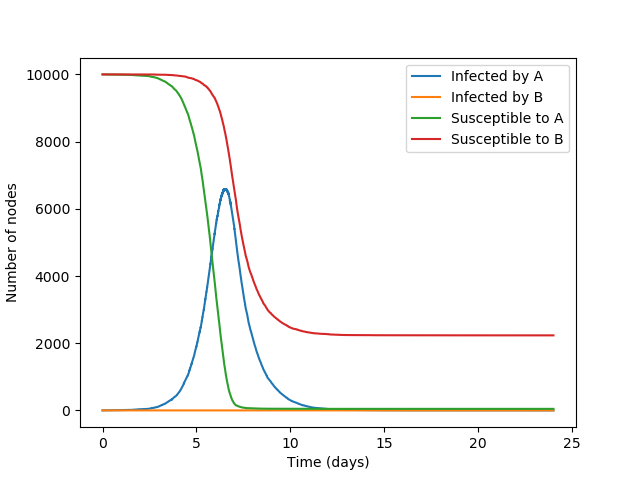 Infected by A
Infected by B
Susceptible to A
Susceptible to B
10000
8000
6000
4000
2000
0
Number of nodes
0 5 10 15 20 25
Time (days)